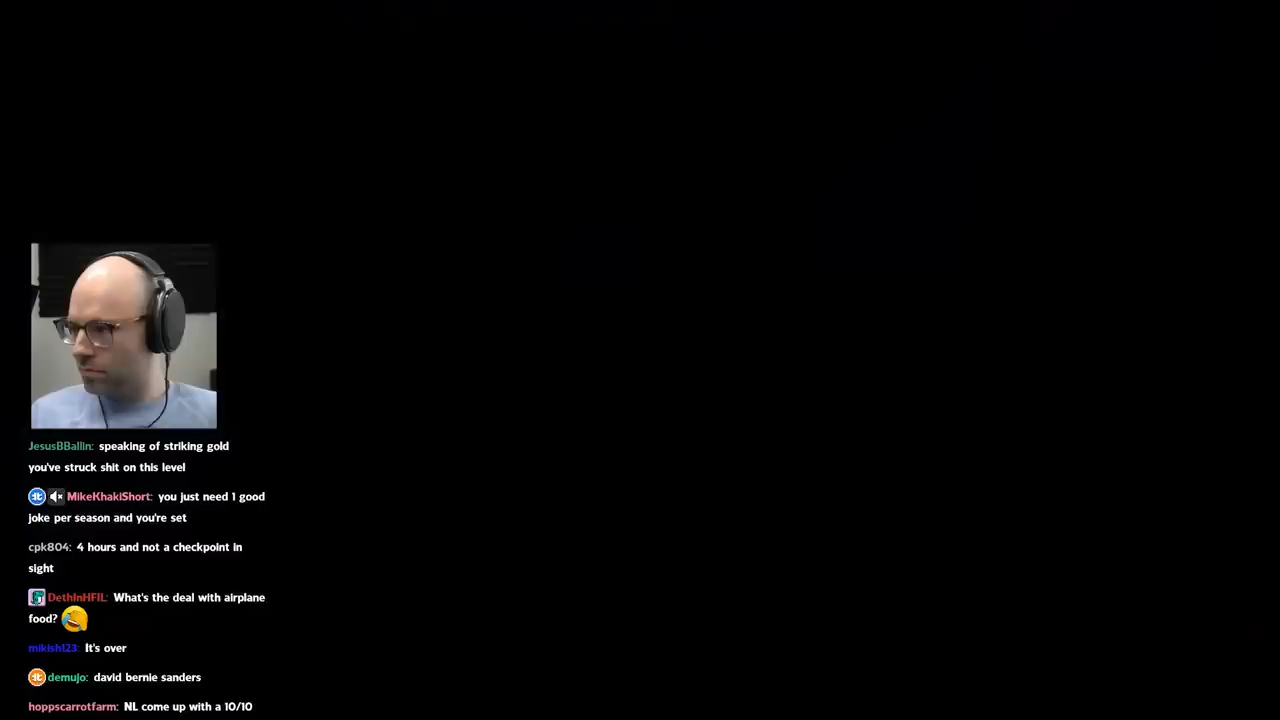 JesusBBallin: speaking of striking gold
you've struck shit on this level
MikeKhakiShort: you just need 1 good
joke per season and you're set
cpk804: 4 hours and not a checkpoint in
sight
DethInHFIL: What's the deal with airplane
food?
mikish123: It's over
demujo: david bernie sanders
hoppscarrotfarm: NL come up with a 10/10